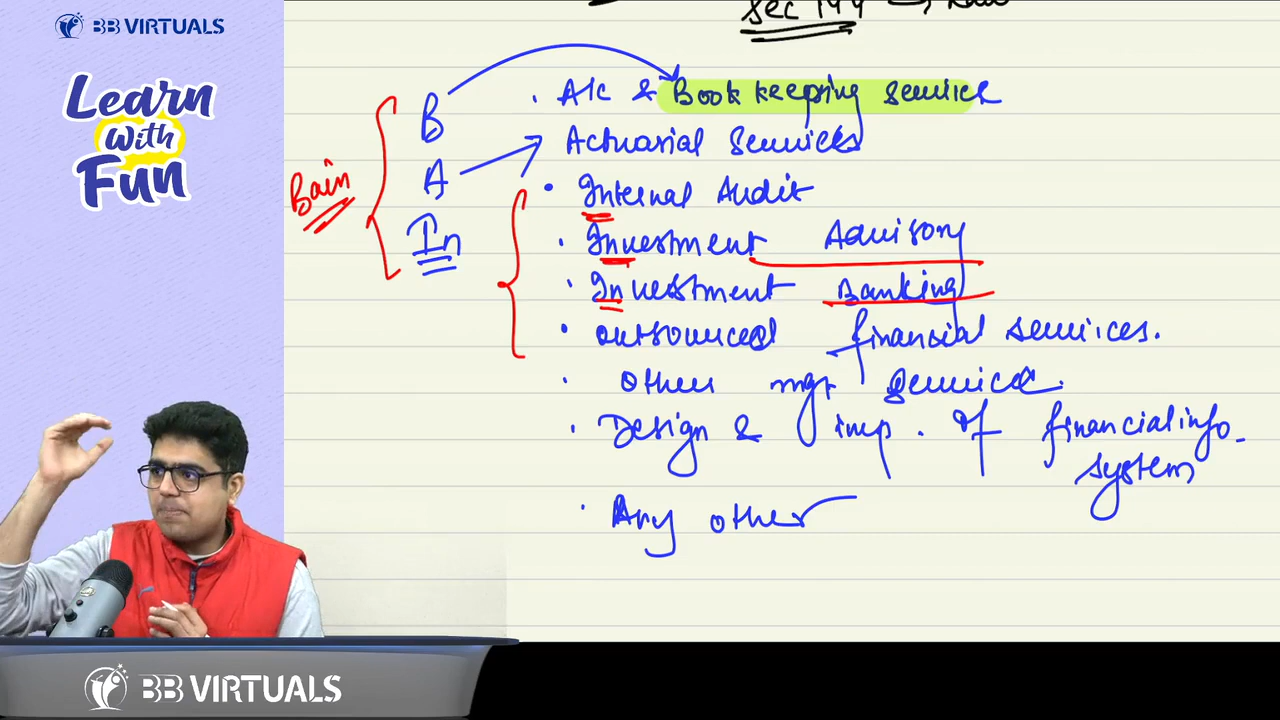 BB VIRTUALS
Learn
With
Fun
Sec 144 →
B
A
In
Bain
. A/c & Book keeping service
Actuarial Services
• Internal Audit
. Investment Advisory
. Investment Banking
• outsourced financial services.
. Other mgt service.
. Design & imp. of financial info.
system
. Any other
BB VIRTUALS